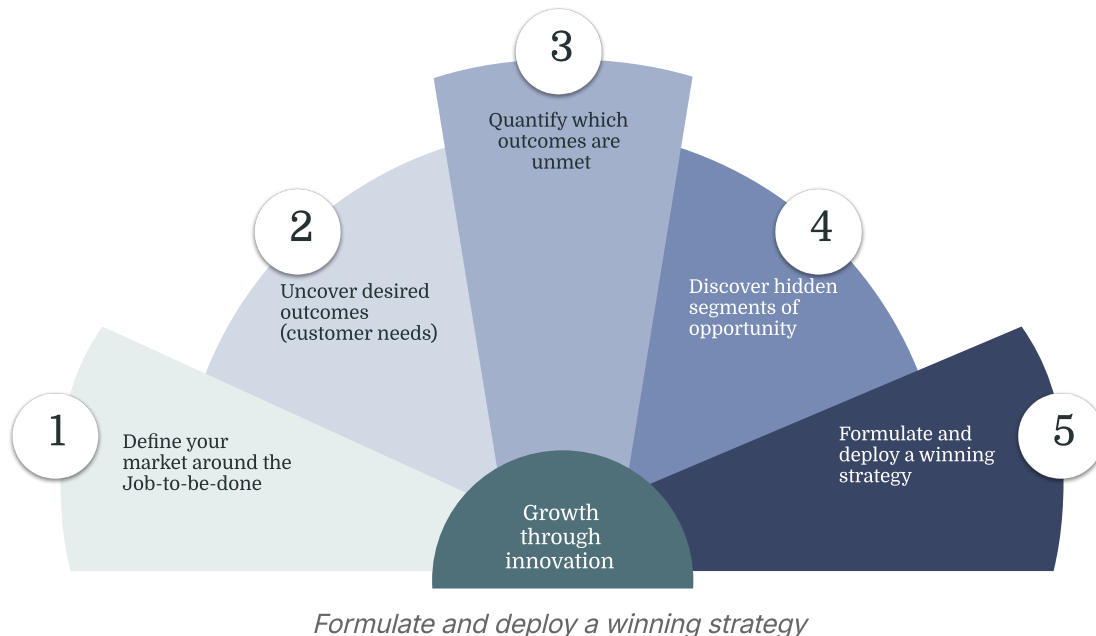 1
Define your
market around the
Job-to-be-done
2
Uncover desired
outcomes
(customer needs)
3
Quantify which
outcomes are
unmet
4
Discover hidden
segments of
opportunity
5
Formulate and
deploy a winning
strategy
Growth
through
innovation
Formulate and deploy a winning strategy